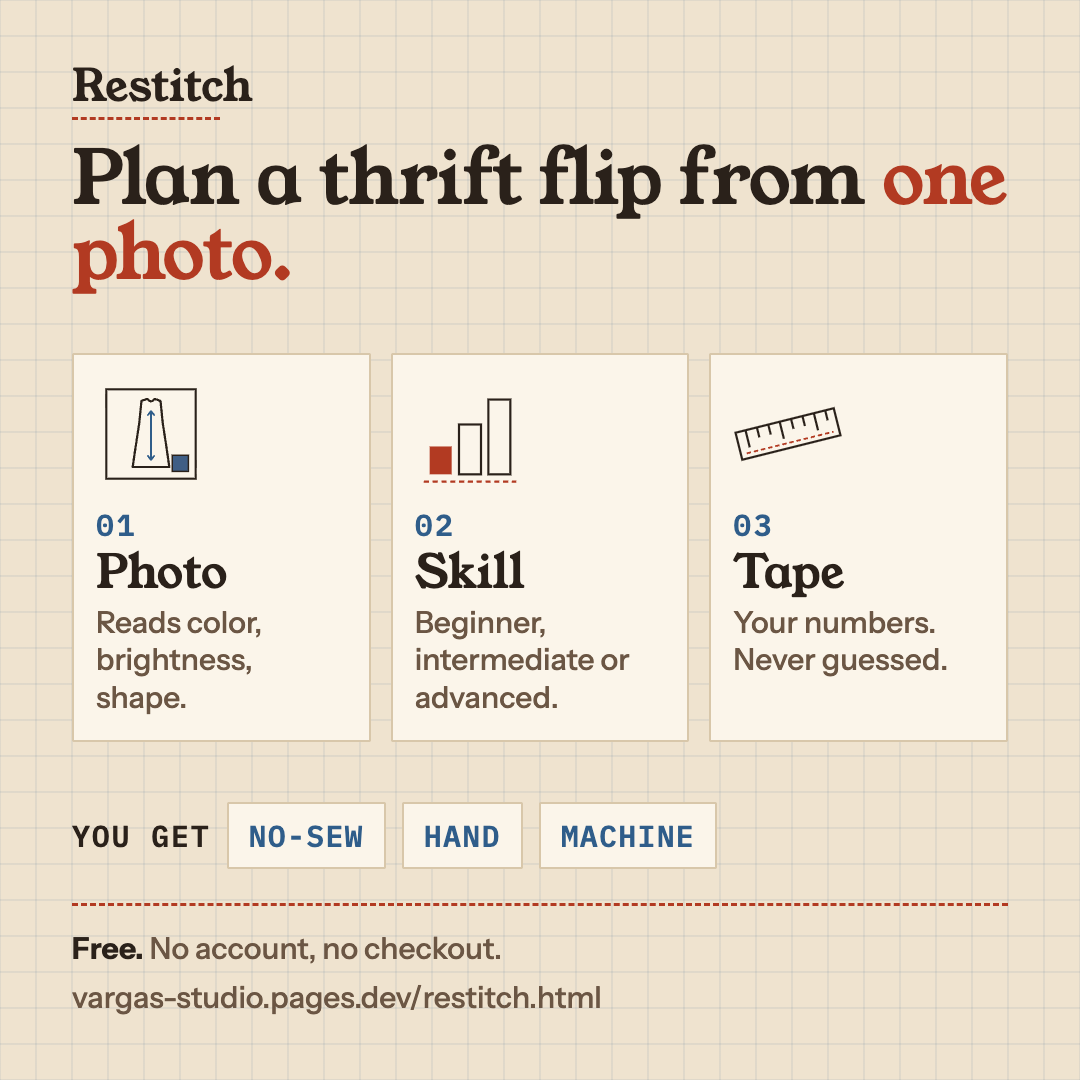 Restitch
Plan a thrift flip from one
photo.
01
Photo
Reads color,
brightness,
shape.
02
Skill
Beginner,
intermediate or
advanced.
03
Tape
Your numbers.
Never guessed.
YOU GET NO-SEW HAND MACHINE
Free. No account, no checkout.
vargas-studio.pages.dev/restitch.html